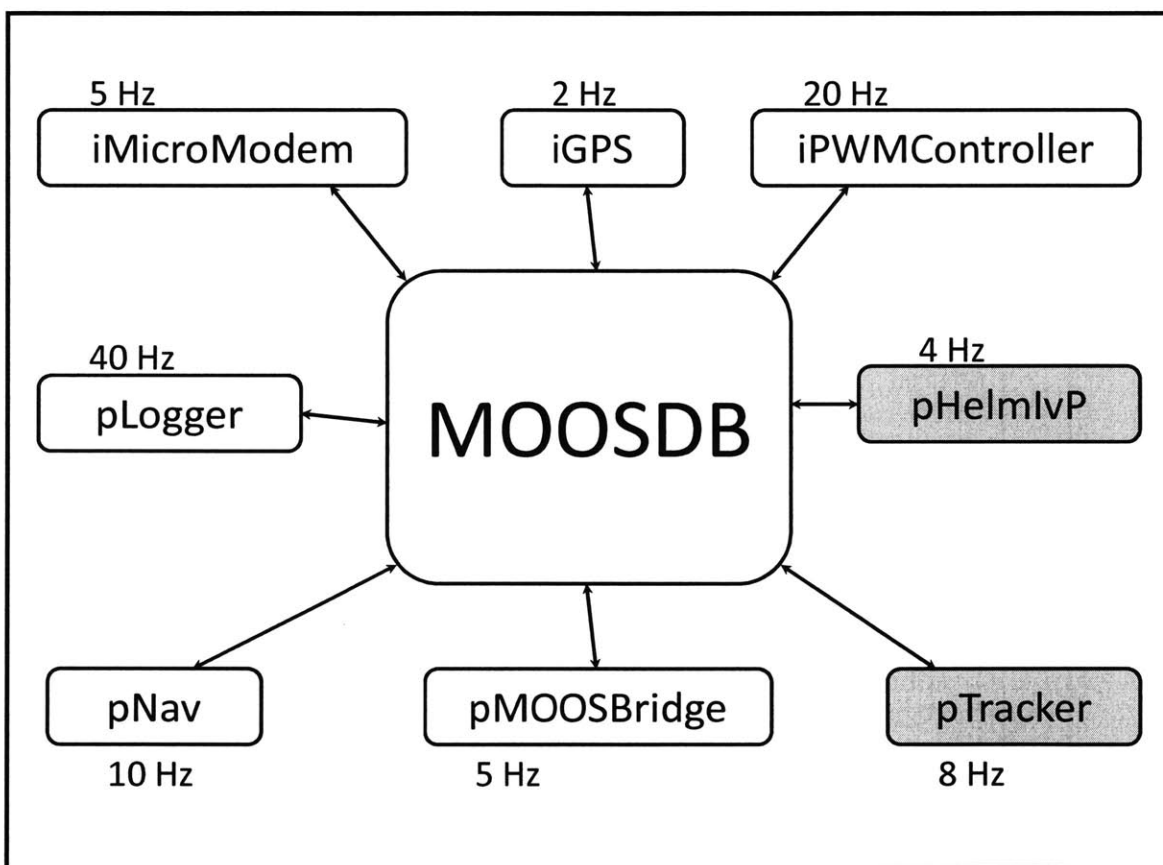 5 Hz
iMicroModem
2 Hz
iGPS
20 Hz
iPWMController
40 Hz
pLogger
MOOSDB
4 Hz
pHelmIvP
pNav
10 Hz
pMOOSBridge
5 Hz
pTracker
8 Hz